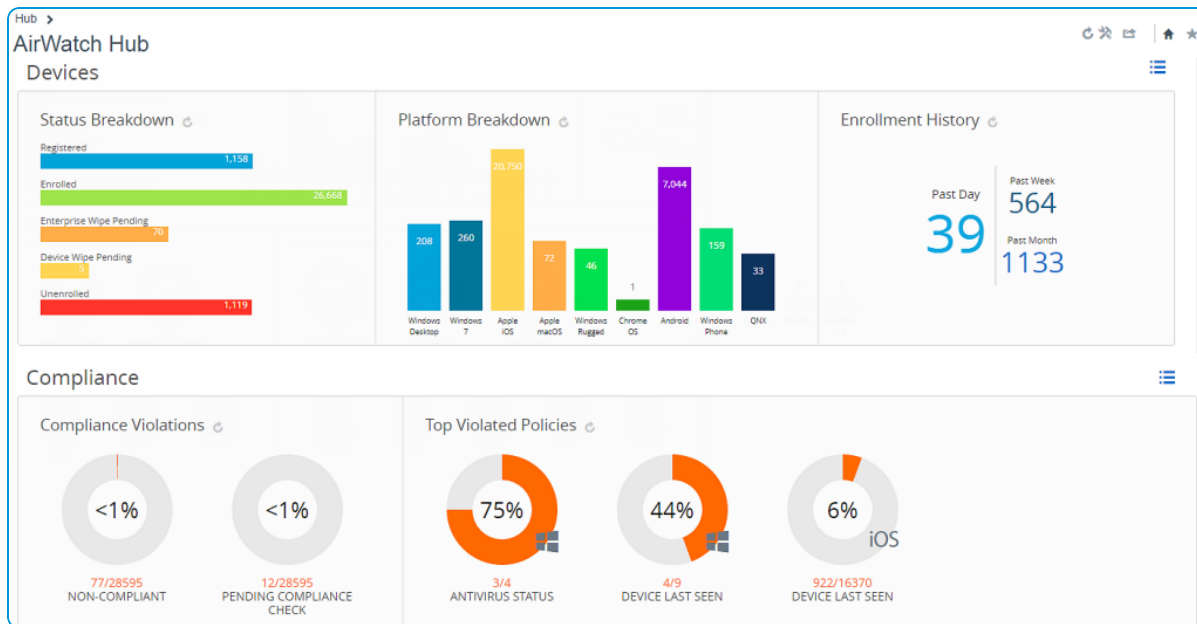 Hub >
AirWatch Hub
Devices
Status Breakdown
Registered
1,158
Enrolled
26,668
Enterprise Wipe Pending
70
Device Wipe Pending
5
Unenrolled
1,119
Platform Breakdown
208
260
20,750
72
46
1
7,044
159
33
Windows Desktop
Windows 7
Apple iOS
Apple macOS
Windows Rugged
Chrome OS
Android
Windows Phone
QNX
Enrollment History
Past Day
39
Past Week
564
Past Month
1133
Compliance
Compliance Violations
<1%
77/28595
NON-COMPLIANT
<1%
12/28595
PENDING COMPLIANCE
CHECK
Top Violated Policies
75%
3/4
ANTIVIRUS STATUS
44%
4/9
DEVICE LAST SEEN
6%
iOS
922/16370
DEVICE LAST SEEN